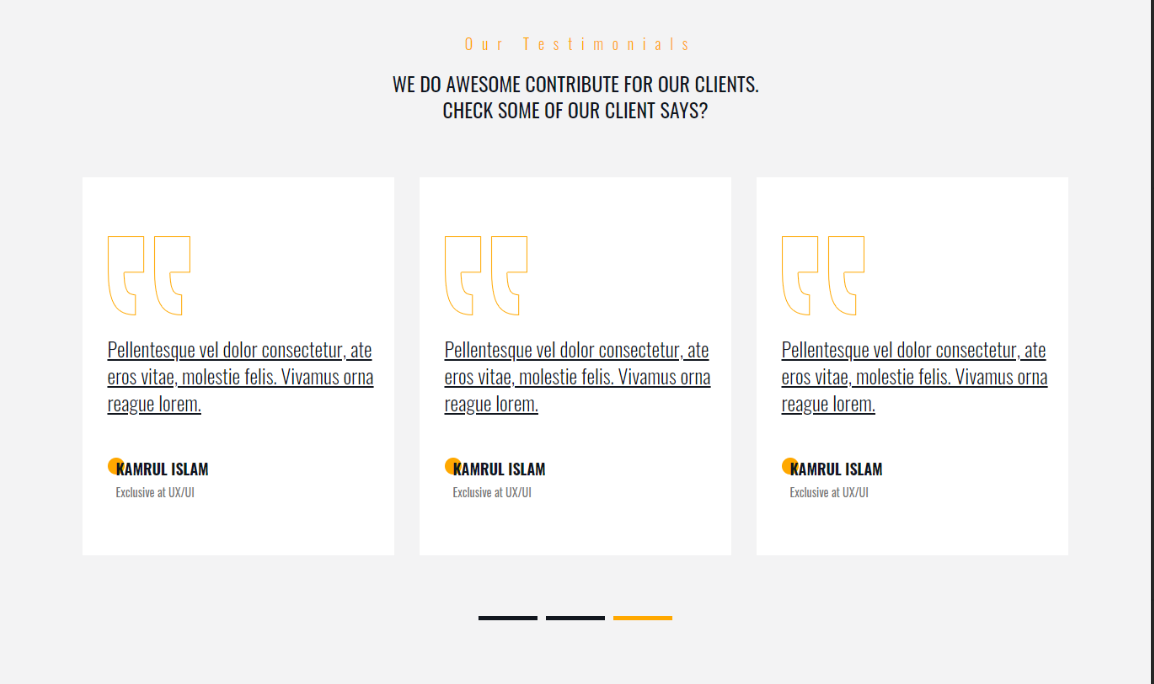 Our Testimonials
WE DO AWESOME CONTRIBUTE FOR OUR CLIENTS.
CHECK SOME OF OUR CLIENT SAYS?
Pellentesque vel dolor consectetur, ate
eros vitae, molestie felis. Vivamus orna
reague lorem.
KAMRUL ISLAM
Exclusive at UX/UI
Pellentesque vel dolor consectetur, ate
eros vitae, molestie felis. Vivamus orna
reague lorem.
KAMRUL ISLAM
Exclusive at UX/UI
Pellentesque vel dolor consectetur, ate
eros vitae, molestie felis. Vivamus orna
reague lorem.
KAMRUL ISLAM
Exclusive at UX/UI